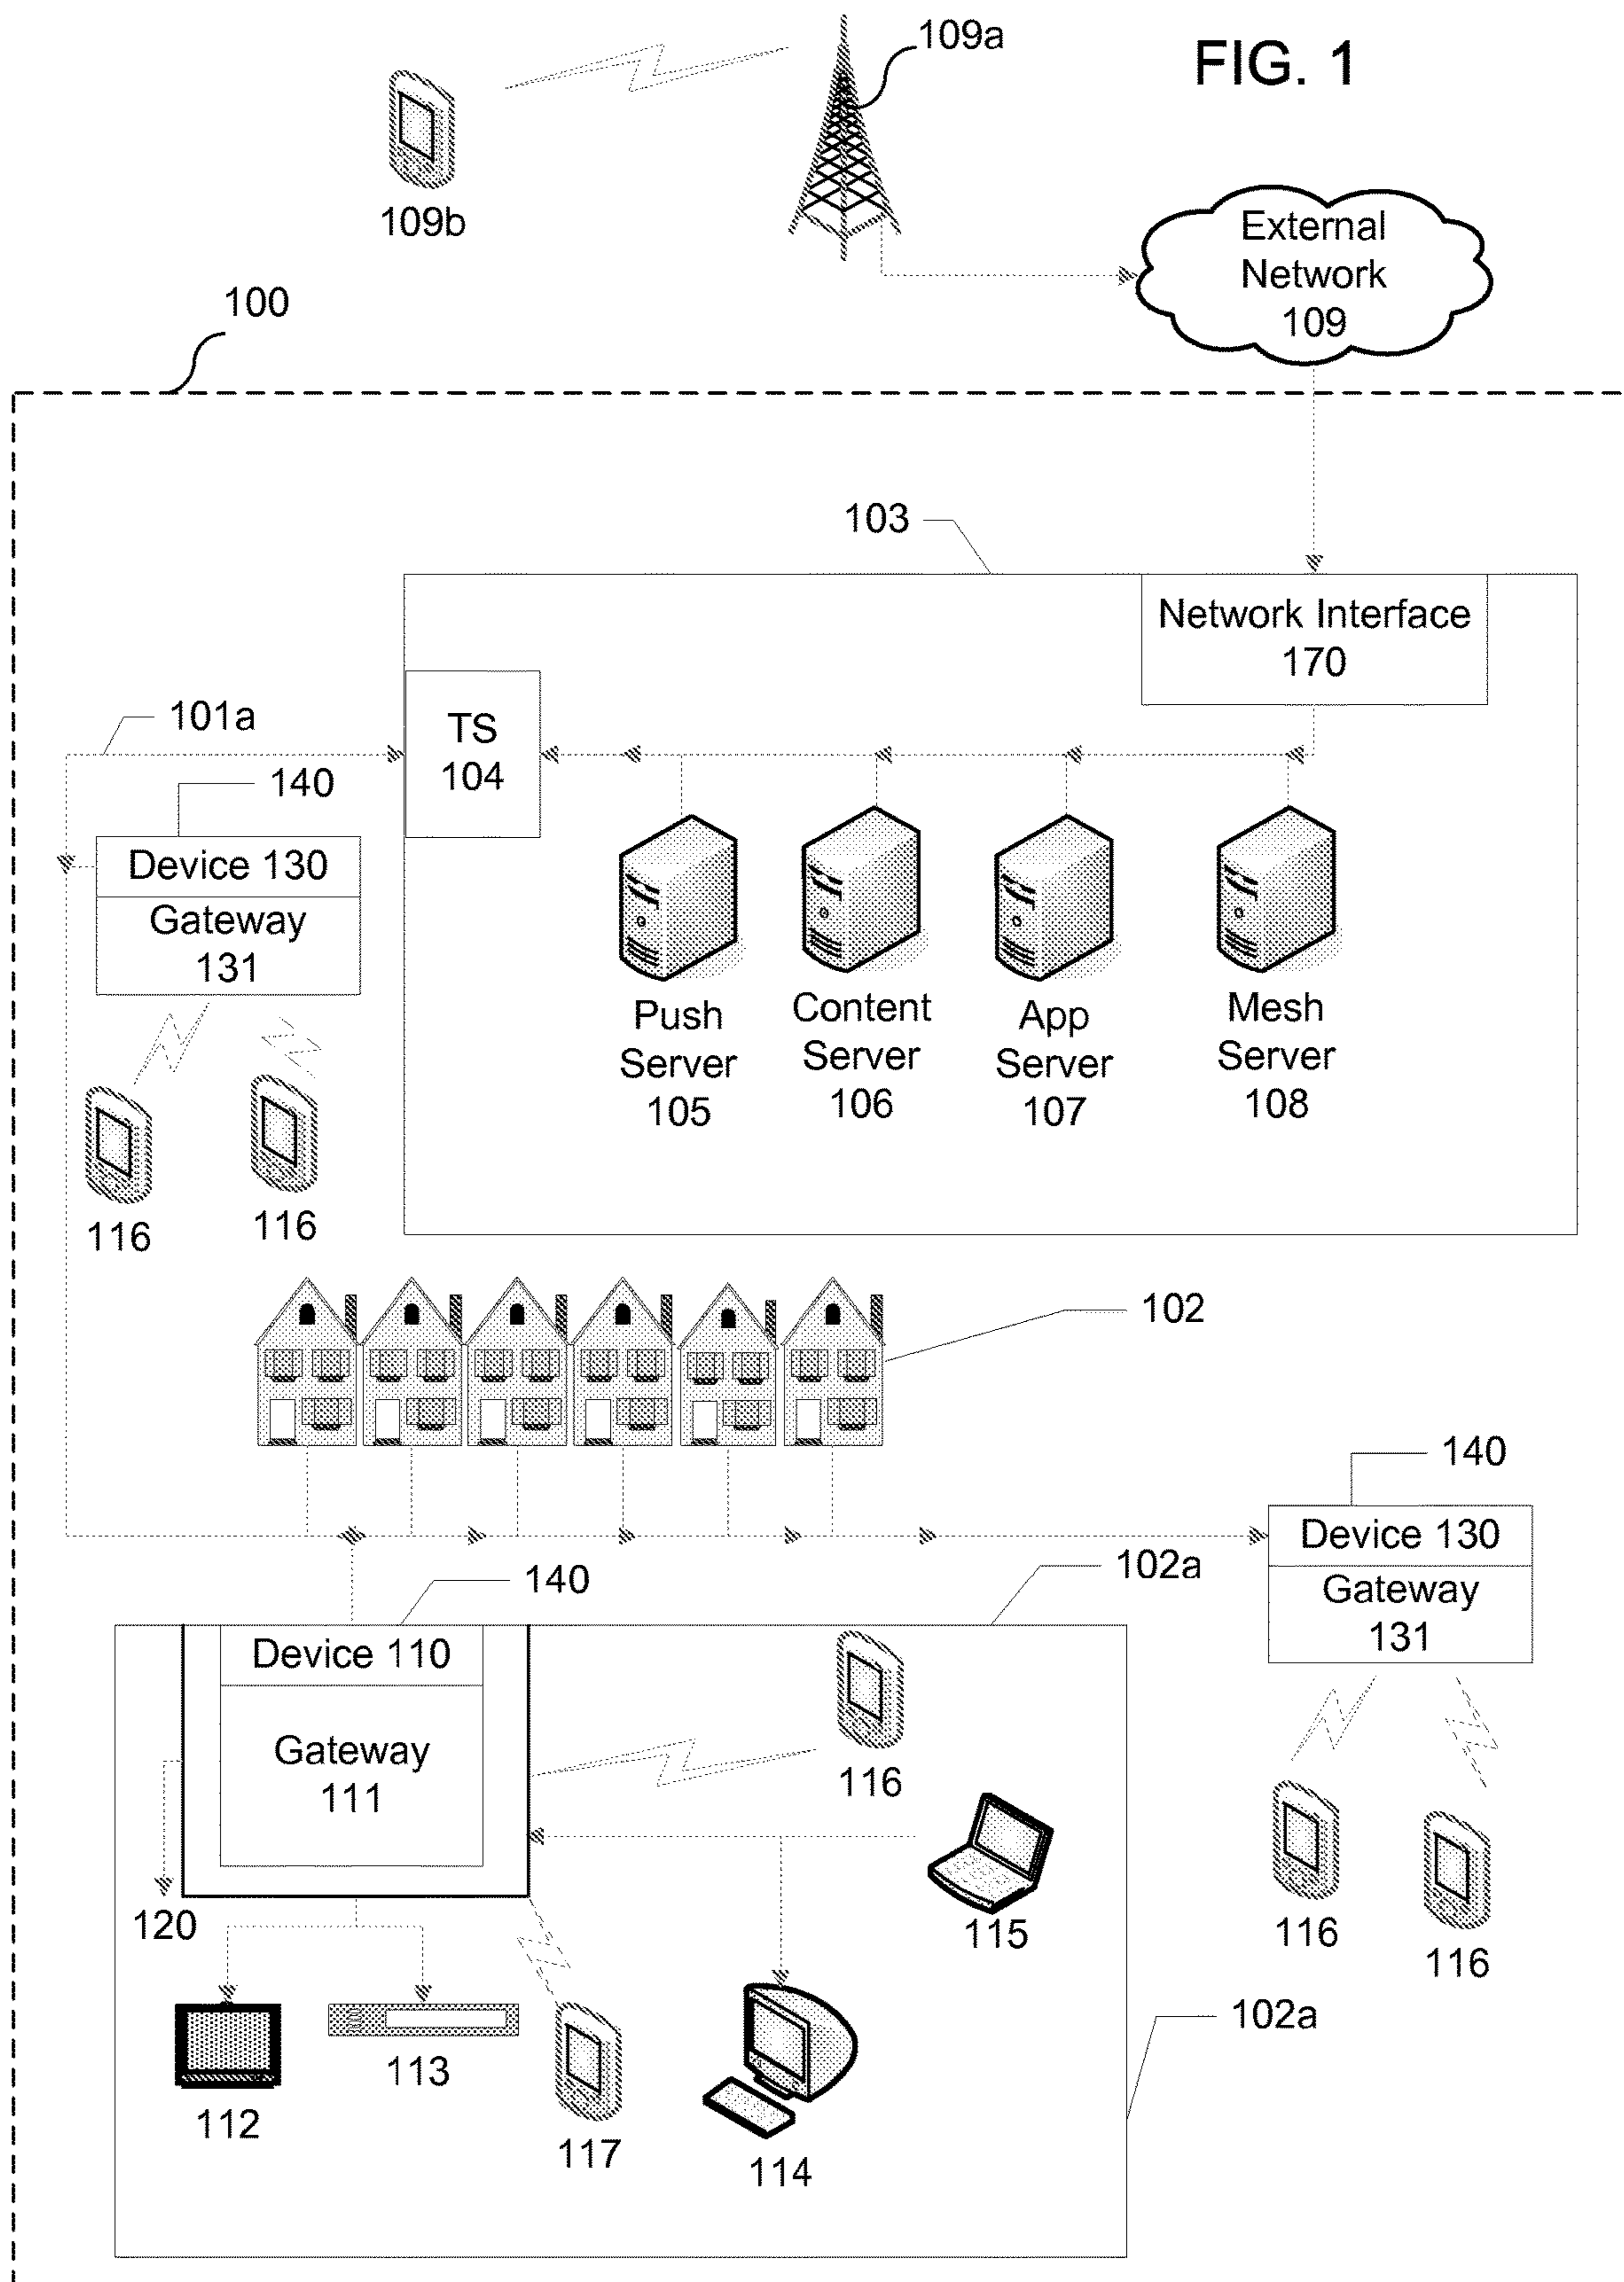 109a
FIG. 1
109b
External
Network
109
100
103
Network Interface
170
101a
TS
104
140
Device 130
Gateway
131
Push
Server
105
Content
Server
106
App
Server
107
Mesh
Server
108
116
116
102
140
Device 130
Gateway
131
102a
140
Device 110
Gateway
111
116
120
115
116
116
112
113
117
114
102a